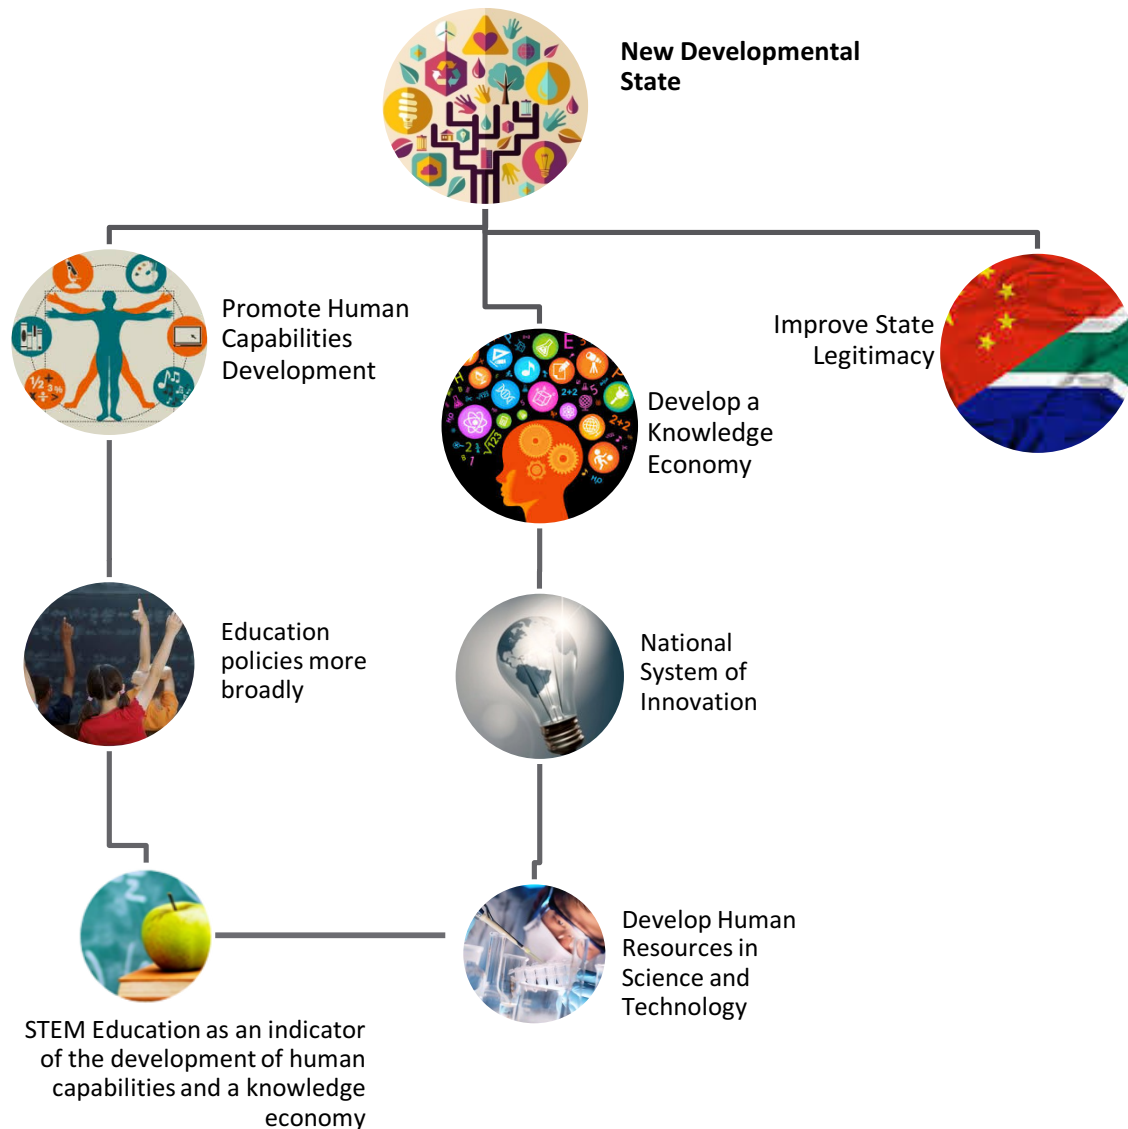 New Developmental
State
Promote Human
Capabilities
Development
Improve State
Legitimacy
Develop a
Knowledge
Economy
Education
policies more
broadly
National
System of
Innovation
Develop Human
Resources in
Science and
Technology
STEM Education as an indicator
of the development of human
capabilities and a knowledge
economy